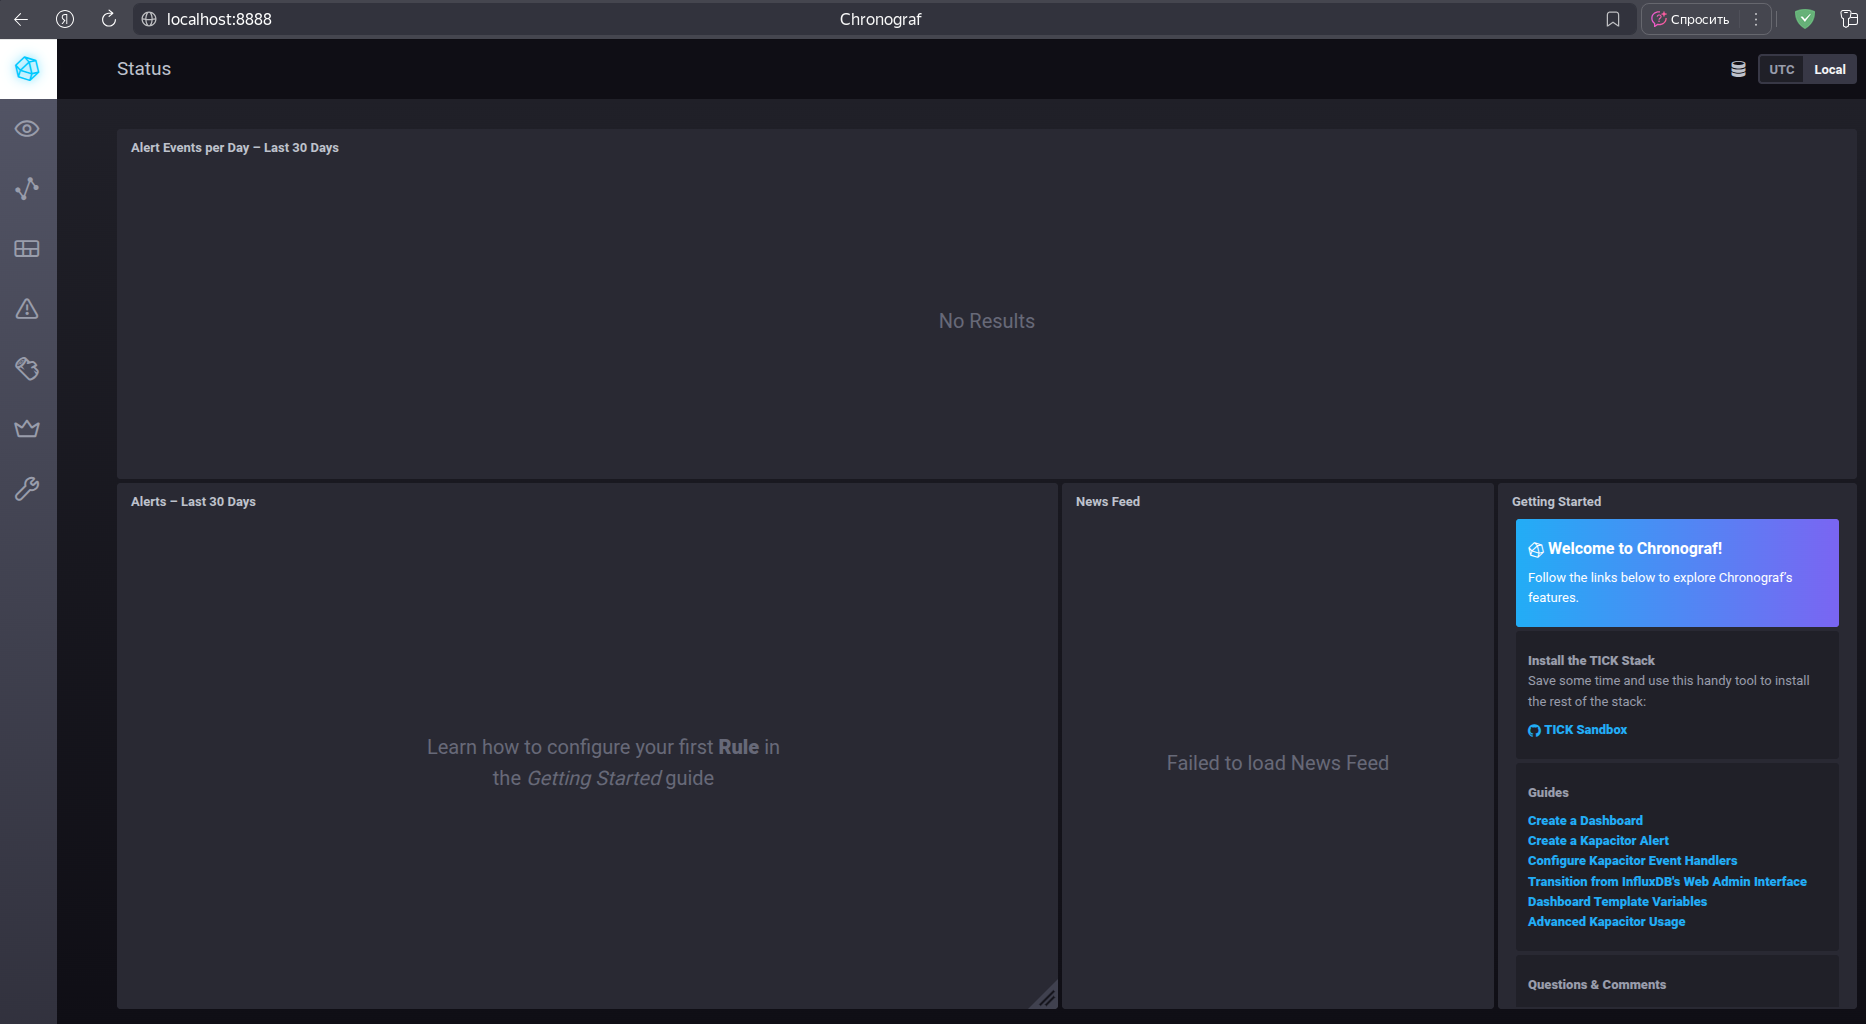 Я
localhost:8888
Chronograf
Спросить
Status
UTC
Local
Alert Events per Day – Last 30 Days
No Results
Alerts – Last 30 Days
Learn how to configure your first Rule in
the Getting Started guide
News Feed
Failed to load News Feed
Getting Started
Welcome to Chronograf!
Follow the links below to explore Chronograf's
features.
Install the TICK Stack
Save some time and use this handy tool to install
the rest of the stack:
TICK Sandbox
Guides
Create a Dashboard
Create a Kapacitor Alert
Configure Kapacitor Event Handlers
Transition from InfluxDB's Web Admin Interface
Dashboard Template Variables
Advanced Kapacitor Usage
Questions & Comments